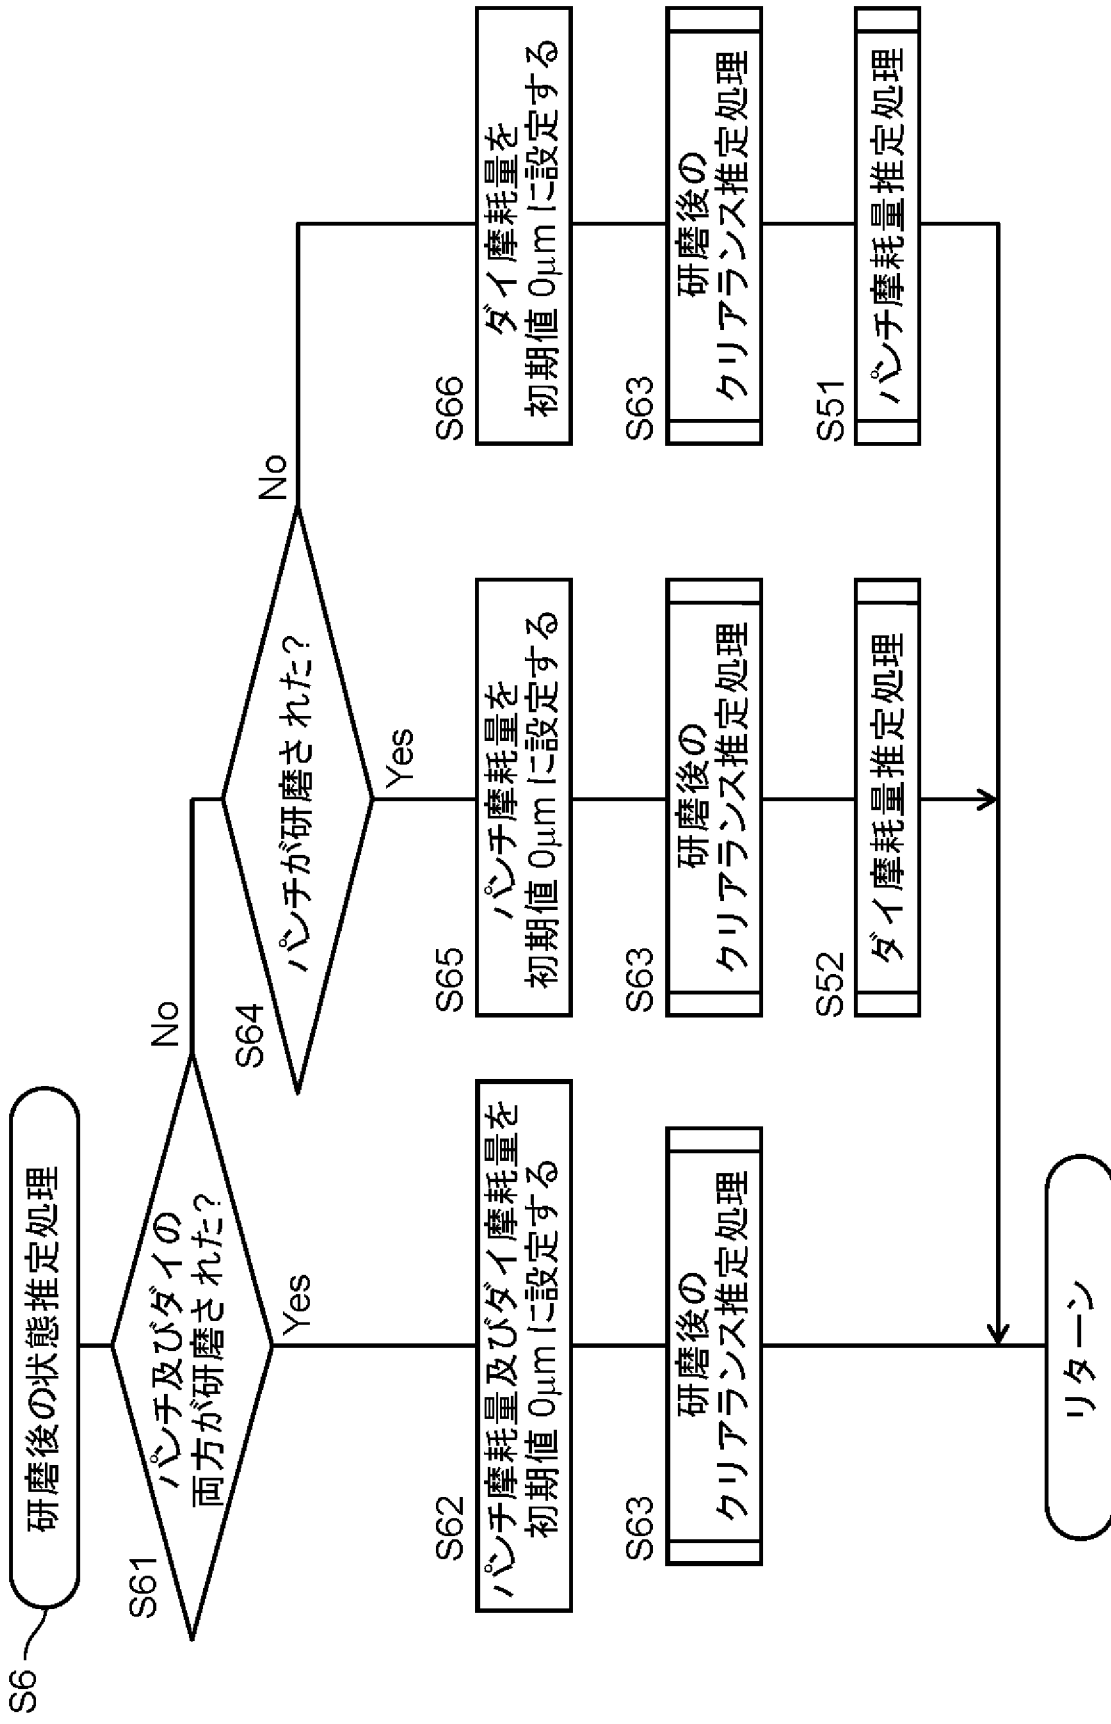 S6
研磨後の状態推定処理
S61
パンチ及びダイの
両方が研磨された?
No
Yes
S64
パンチが研磨された?
No
Yes
S62
パンチ摩耗量及びダイ摩耗量を
初期値 0μm に設定する
S65
パンチ摩耗量を
初期値 0μm に設定する
S66
ダイ摩耗量を
初期値 0μm に設定する
S63
研磨後の
クリアランス推定処理
S63
研磨後の
クリアランス推定処理
S63
研磨後の
クリアランス推定処理
S52
ダイ摩耗量推定処理
S51
パンチ摩耗量推定処理
リターン